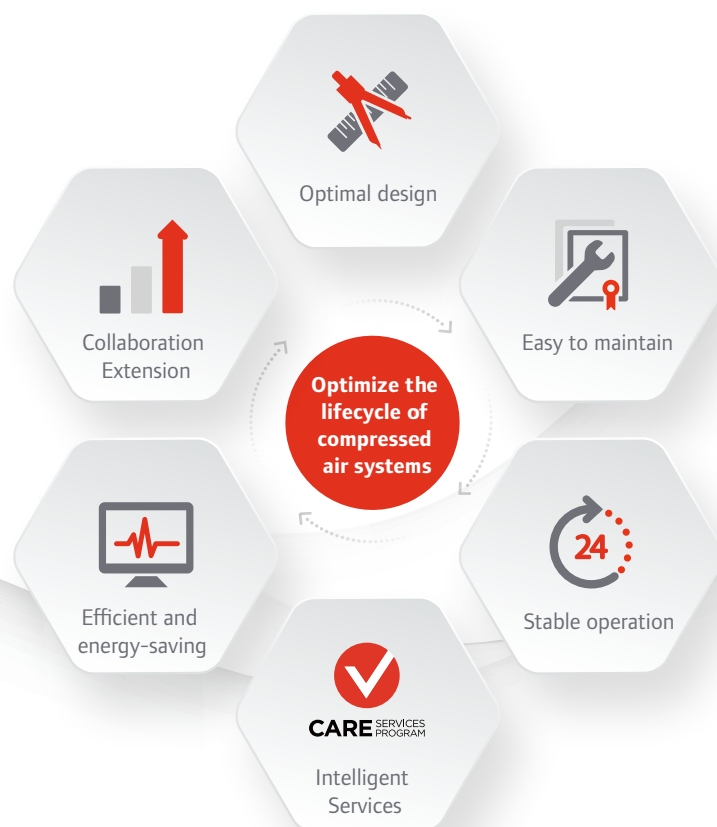 Optimal design
Collaboration
Extension
Easy to maintain
Optimize the
lifecycle of
compressed
air systems
Efficient and
energy-saving
24
Stable operation
CARE SERVICES
PROGRAM
Intelligent
Services